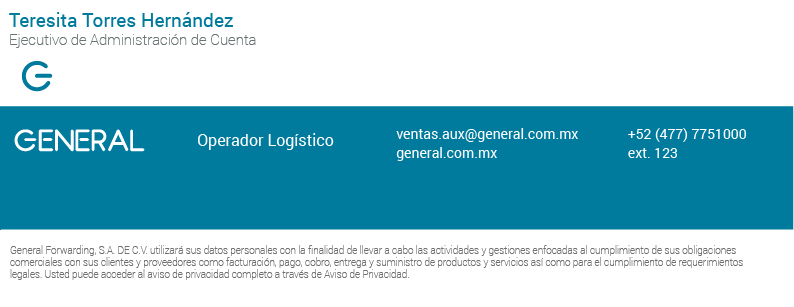 Teresita Torres Hernández
Ejecutivo de Administración de Cuenta
GENERAL
Operador Logístico
ventas.aux@general.com.mx
general.com.mx
+52 (477) 7751000
ext. 123
General Forwarding, S.A. DE C.V. utilizará sus datos personales con la finalidad de llevar a cabo las actividades y gestiones enfocadas al cumplimiento de sus obligaciones
comerciales con sus clientes y proveedores como facturación, pago, cobro, entrega y suministro de productos y servicios así como para el cumplimiento de requerimientos
legales. Usted puede acceder al aviso de privacidad completo a través de Aviso de Privacidad.